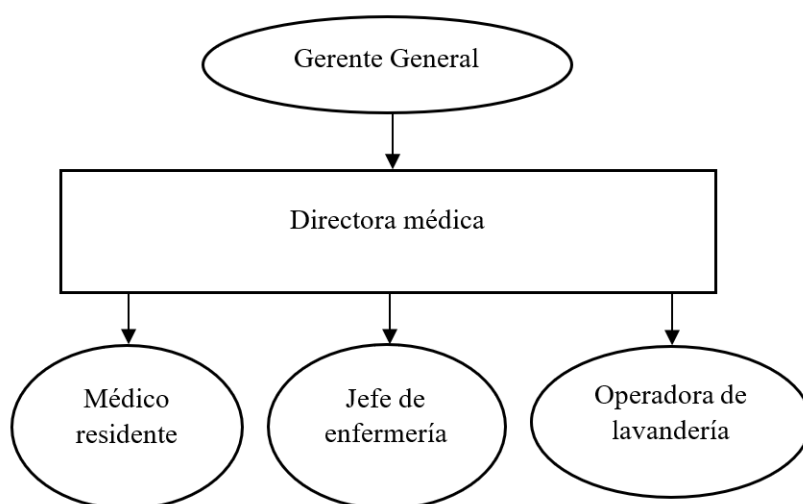 Gerente General
Directora médica
Médico
residente
Jefe de
enfermería
Operadora de
lavandería